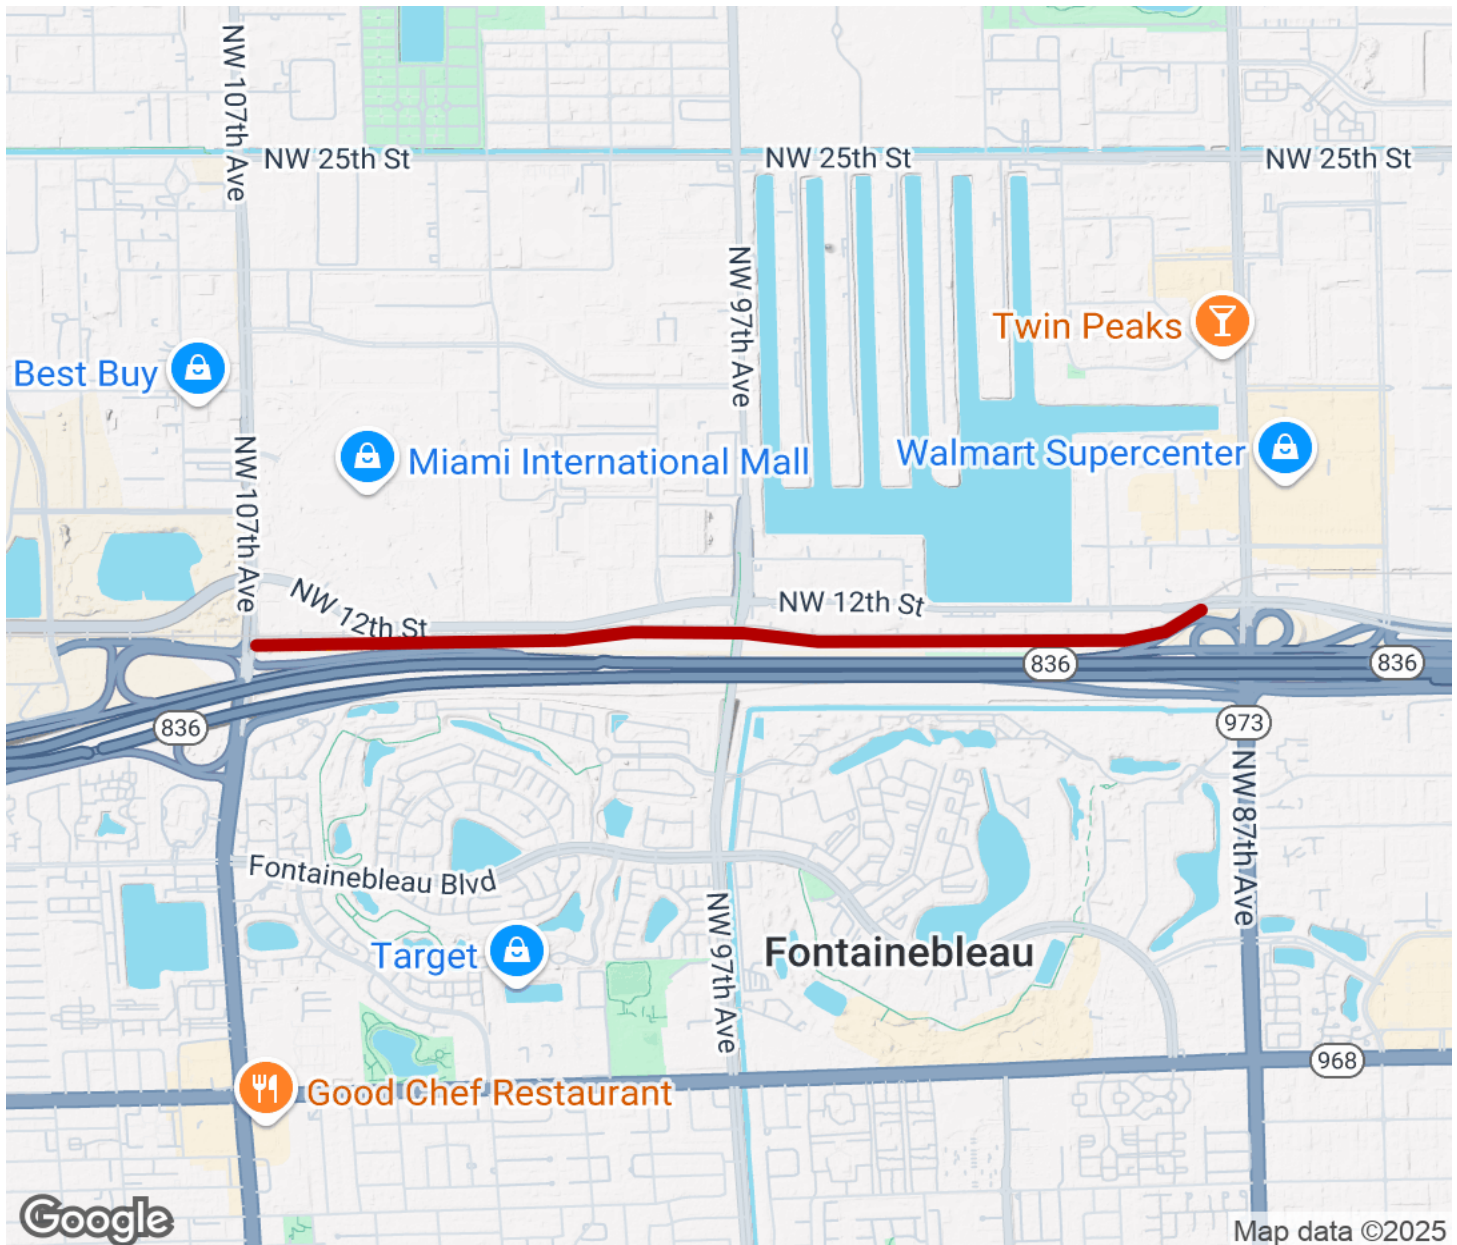 NW 107th Ave
NW 25th St
NW 25th St
NW 25th St
NW 97th Ave
Twin Peaks
Best Buy
Miami International Mall
Walmart Supercenter
NW 107th Ave
NW 12th St
NW 12th St
836
836
836
973
NW 87th Ave
Fontainebleau Blvd
NW 97th Ave
Target
Fontainebleau
968
Good Chef Restaurant
Google
Map data ©2025